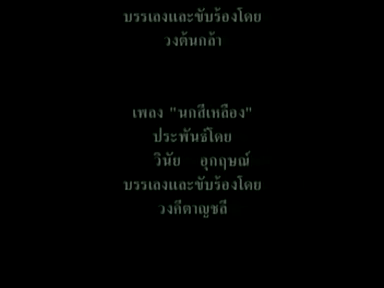 บรรเลงและขับร้องโดย
วงต้นกล้า
เพลง "นกสีเหลือง"
ประพันธ์โดย
วินัย อุกฤษณ์
บรรเลงและขับร้องโดย
วงคีตาญชลี